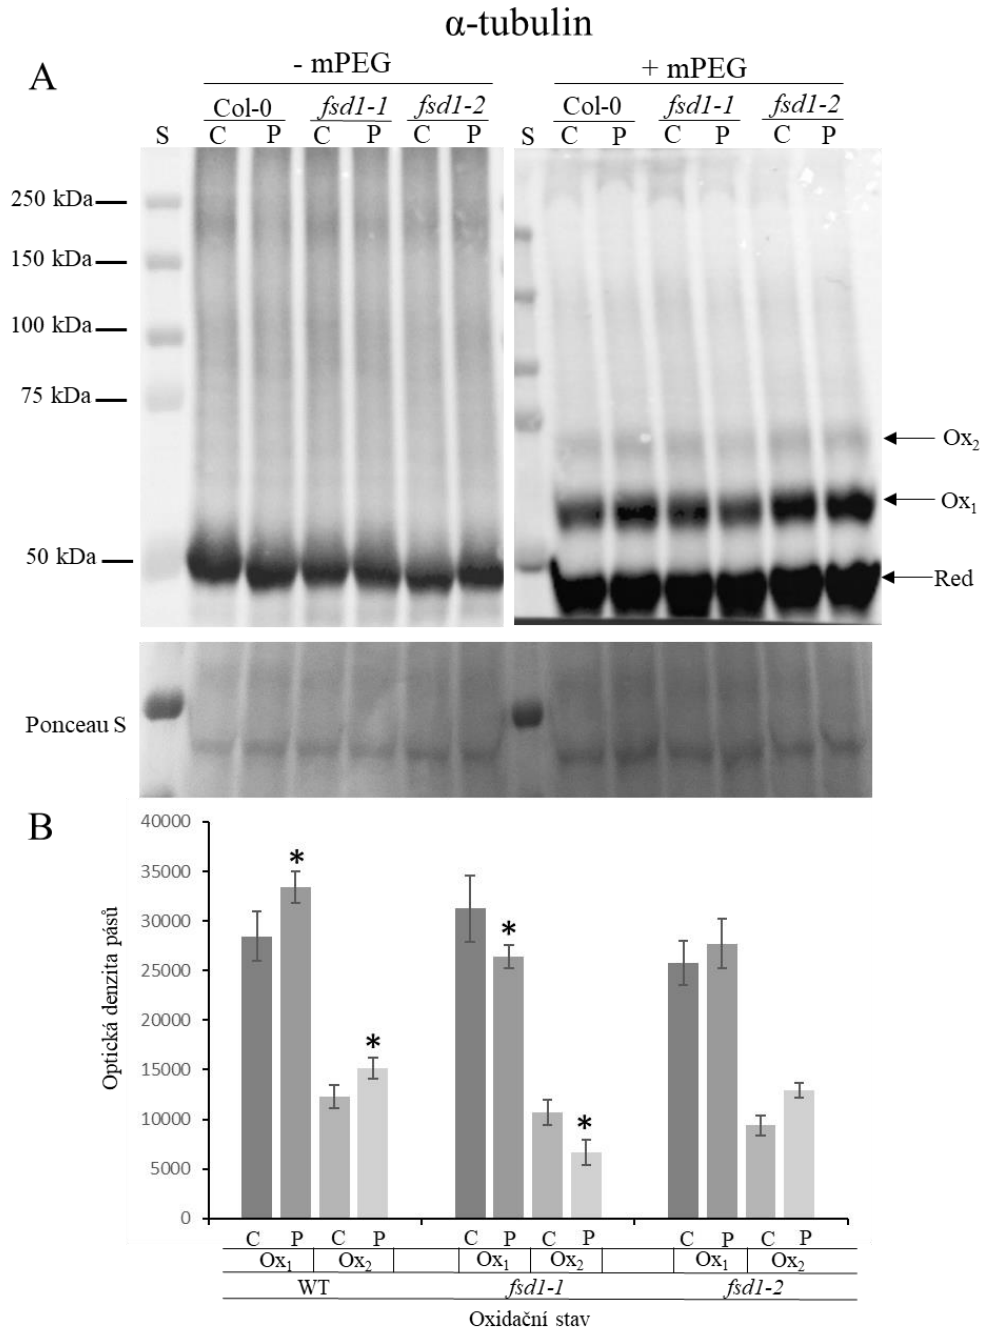 α-tubulin
A
- mPEG
+ mPEG
Col-0 fsd1-1 fsd1-2
Col-0 fsd1-1 fsd1-2
S C P C P C P
S C P C P C P
250 kDa
150 kDa
100 kDa
75 kDa
50 kDa
Ox₂
Ox₁
Red
Ponceau S
B
Optická denzita pásů
40000
35000
30000
25000
20000
15000
10000
5000
0
* * * *
C P C P C P C P C P C P
Ox₁ Ox₂ Ox₁ Ox₂ Ox₁ Ox₂
WT fsd1-1 fsd1-2
Oxidační stav